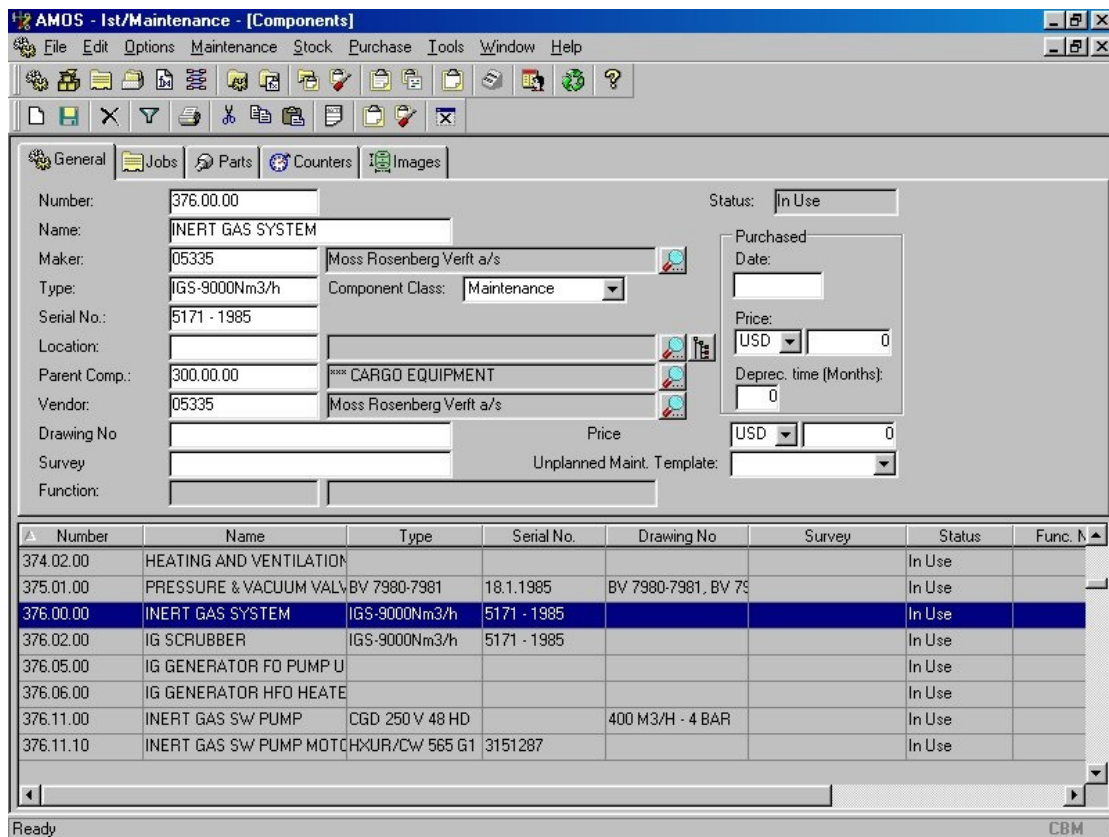 AMOS - Ist/Maintenance - [Components]
File Edit Options Maintenance Stock Purchase Tools Window Help
General Jobs Parts Counters Images
Number: 376.00.00 Status: In Use
Name: INERT GAS SYSTEM Purchased
Maker: 05335 Moss Rosenberg Verft a/s Date:
Type: IGS-9000Nm3/h Component Class: Maintenance
Serial No.: 5171 - 1985 Price:
Location: USD 0
Parent Comp.: 300.00.00 *** CARGO EQUIPMENT Deprec. time (Months):
Vendor: 05335 Moss Rosenberg Verft a/s 0
Drawing No Price USD 0
Survey Unplanned Maint. Template:
Function:
Number Name Type Serial No. Drawing No Survey Status Func. N
374.02.00 HEATING AND VENTILATION In Use
375.01.00 PRESSURE & VACUUM VALV BV 7980-7981 18.1.1985 BV 7980-7981, BV 79 In Use
376.00.00 INERT GAS SYSTEM IGS-9000Nm3/h 5171 - 1985 In Use
376.02.00 IG SCRUBBER IGS-9000Nm3/h 5171 - 1985 In Use
376.05.00 IG GENERATOR FO PUMP U In Use
376.06.00 IG GENERATOR HFO HEATE In Use
376.11.00 INERT GAS SW PUMP CGD 250 V 48 HD 400 M3/H - 4 BAR In Use
376.11.10 INERT GAS SW PUMP MOTO HXUR/CW 565 G1 3151287 In Use
Ready CBM